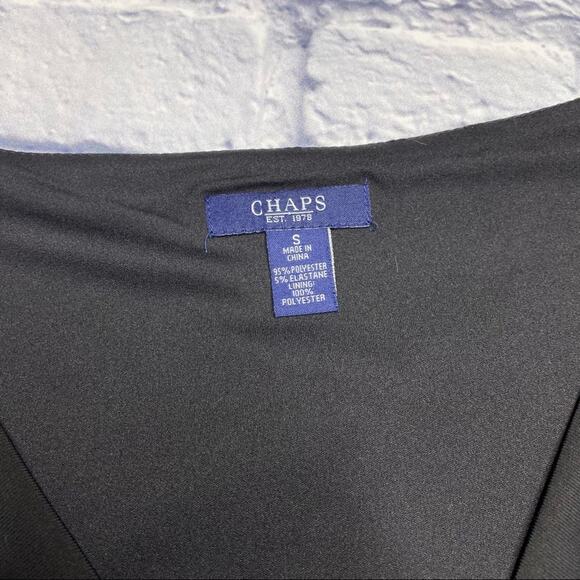 CHAPS
EST. 1978
S
MADE IN
CHINA
95% POLYESTER
5% ELASTANE
LINING:
100%
POLYESTER